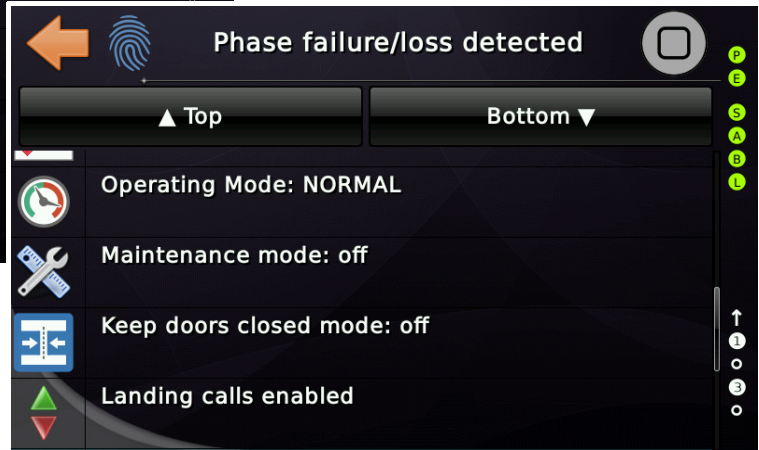 Phase failure/loss detected
▲ Top
Bottom ▼
Operating Mode: NORMAL
Maintenance mode: off
Keep doors closed mode: off
Landing calls enabled
P
E
S
A
B
L
↑
1
3